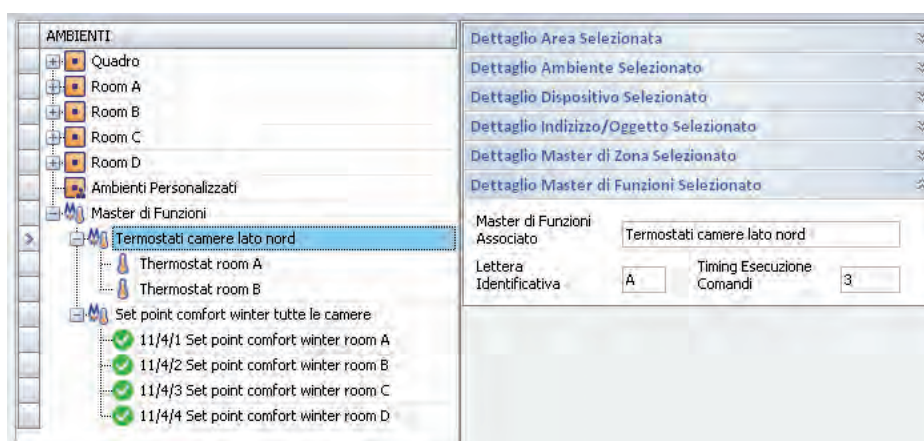 AMBIENTI
Quadro
Room A
Room B
Room C
Room D
Ambienti Personalizzati
Master di Funzioni
Termostati camere lato nord
Thermostat room A
Thermostat room B
Set point comfort winter tutte le camere
11/4/1 Set point comfort winter room A
11/4/2 Set point comfort winter room B
11/4/3 Set point comfort winter room C
11/4/4 Set point comfort winter room D
Dettaglio Area Selezionata
Dettaglio Ambiente Selezionato
Dettaglio Dispositivo Selezionato
Dettaglio Indizizzo/Oggetto Selezionato
Dettaglio Master di Zona Selezionato
Dettaglio Master di Funzioni Selezionato
Master di Funzioni
Associato
Termostati camere lato nord
Lettera
Identificativa
A
Timing Esecuzione
Comandi
3